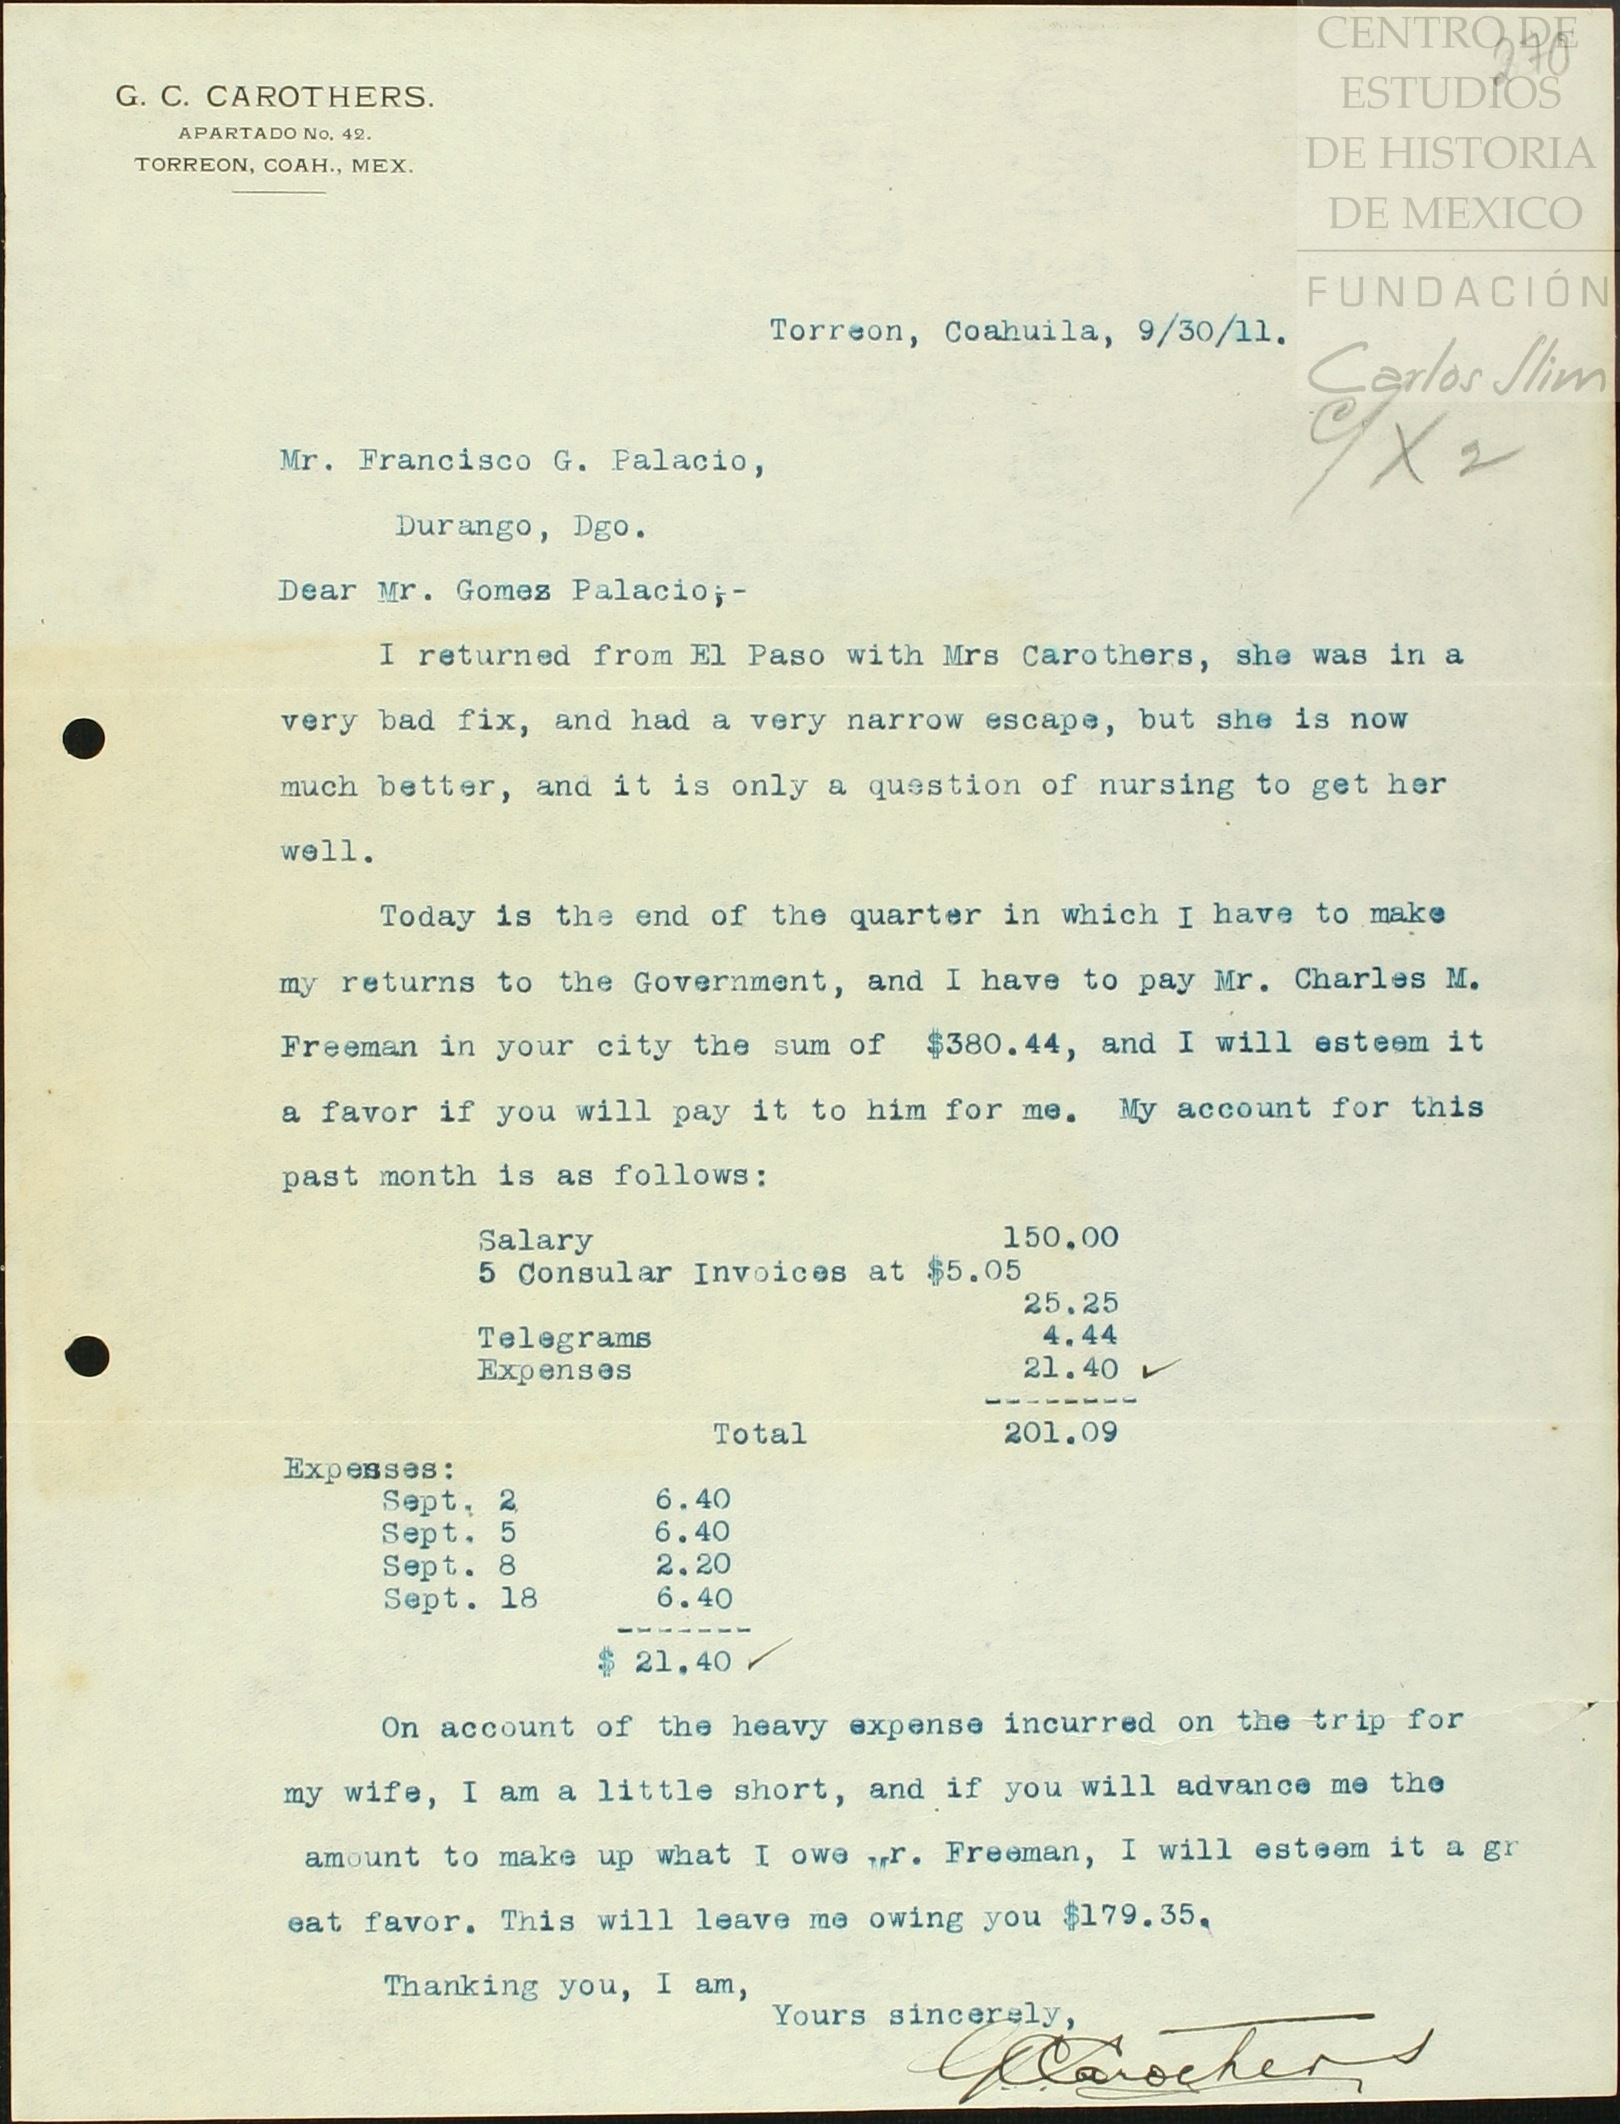 CENTRO DE
ESTUDIOS
DE HISTORIA
DE MEXICO
FUNDACIÓN
Carlos Slim
270
G. C. CAROTHERS.
APARTADO No. 42.
TORREON, COAH., MEX.
Torreon, Coahuila, 9/30/11.
C/ X 2
Mr. Francisco G. Palacio,
Durango, Dgo.
Dear Mr. Gomez Palacio;-
I returned from El Paso with Mrs Carothers, she was in a
very bad fix, and had a very narrow escape, but she is now
much better, and it is only a question of nursing to get her
well.
Today is the end of the quarter in which I have to make
my returns to the Government, and I have to pay Mr. Charles M.
Freeman in your city the sum of $380.44, and I will esteem it
a favor if you will pay it to him for me. My account for this
past month is as follows:
Salary 150.00
5 Consular Invoices at $5.05
25.25
Telegrams 4.44
Expenses 21.40 ✓
--------
Total 201.09
Expenses:
Sept. 2 6.40
Sept. 5 6.40
Sept. 8 2.20
Sept. 18 6.40
-------
$ 21.40 ✓
On account of the heavy expense incurred on the trip for
my wife, I am a little short, and if you will advance me the
amount to make up what I owe Mr. Freeman, I will esteem it a gr
eat favor. This will leave me owing you $179.35.
Thanking you, I am,
Yours sincerely,
G.C. Carothers